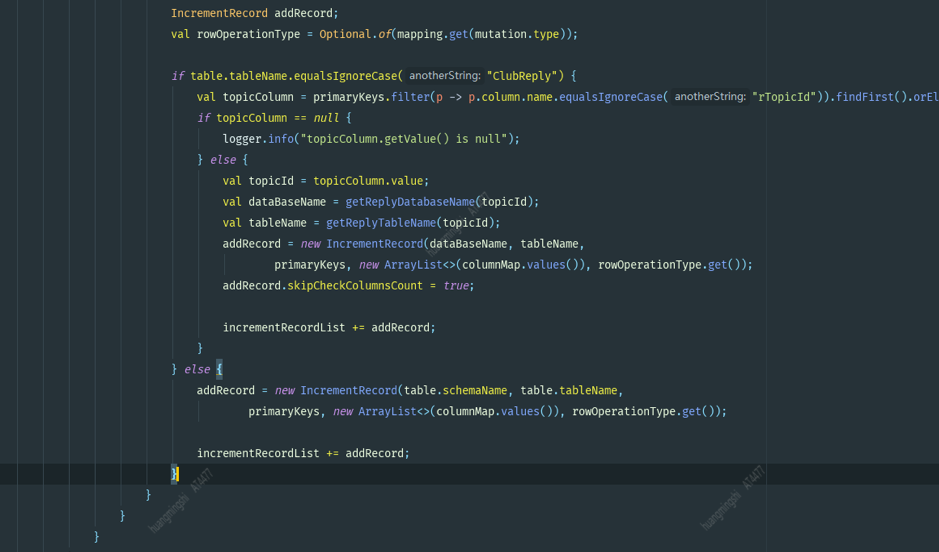 IncrementRecord addRecord;
val rowOperationType = Optional.of(mapping.get(mutation.type));
if table.tableName.equalsIgnoreCase( anotherString: "ClubReply") {
val topicColumn = primaryKeys.filter(p -> p.column.name.equalsIgnoreCase( anotherString: "rTopicId")).findFirst().orEl
if topicColumn == null {
logger.info("topicColumn.getValue() is null");
} else {
val topicId = topicColumn.value;
val dataBaseName = getReplyDatabaseName(topicId);
val tableName = getReplyTableName(topicId);
addRecord = new IncrementRecord(dataBaseName, tableName,
primaryKeys, new ArrayList<>(columnMap.values()), rowOperationType.get());
addRecord.skipCheckColumnsCount = true;
incrementRecordList += addRecord;
}
} else {
addRecord = new IncrementRecord(table.schemaName, table.tableName,
primaryKeys, new ArrayList<>(columnMap.values()), rowOperationType.get());
incrementRecordList += addRecord;
}
}
}
}
huangmingshi AT4477
huangmingshi AT4477